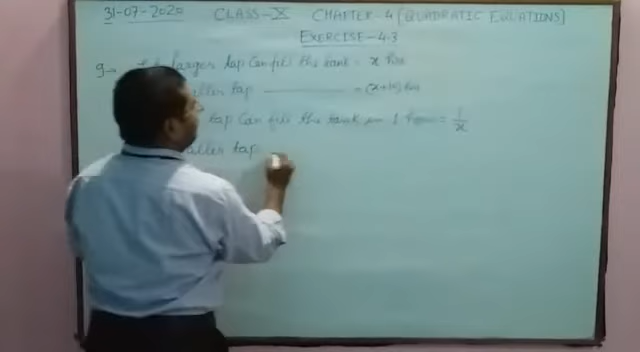 31-07-2020 CLASS-X CHAPTER-4 (QUADRATIC EQUATIONS)
EXERCISE-4.3
9→ larger tap can fill the tank = x hrs
ller tap ——— = (x+10) hrs
tap can fill the tank in 1 hour = 1/x
aller tap